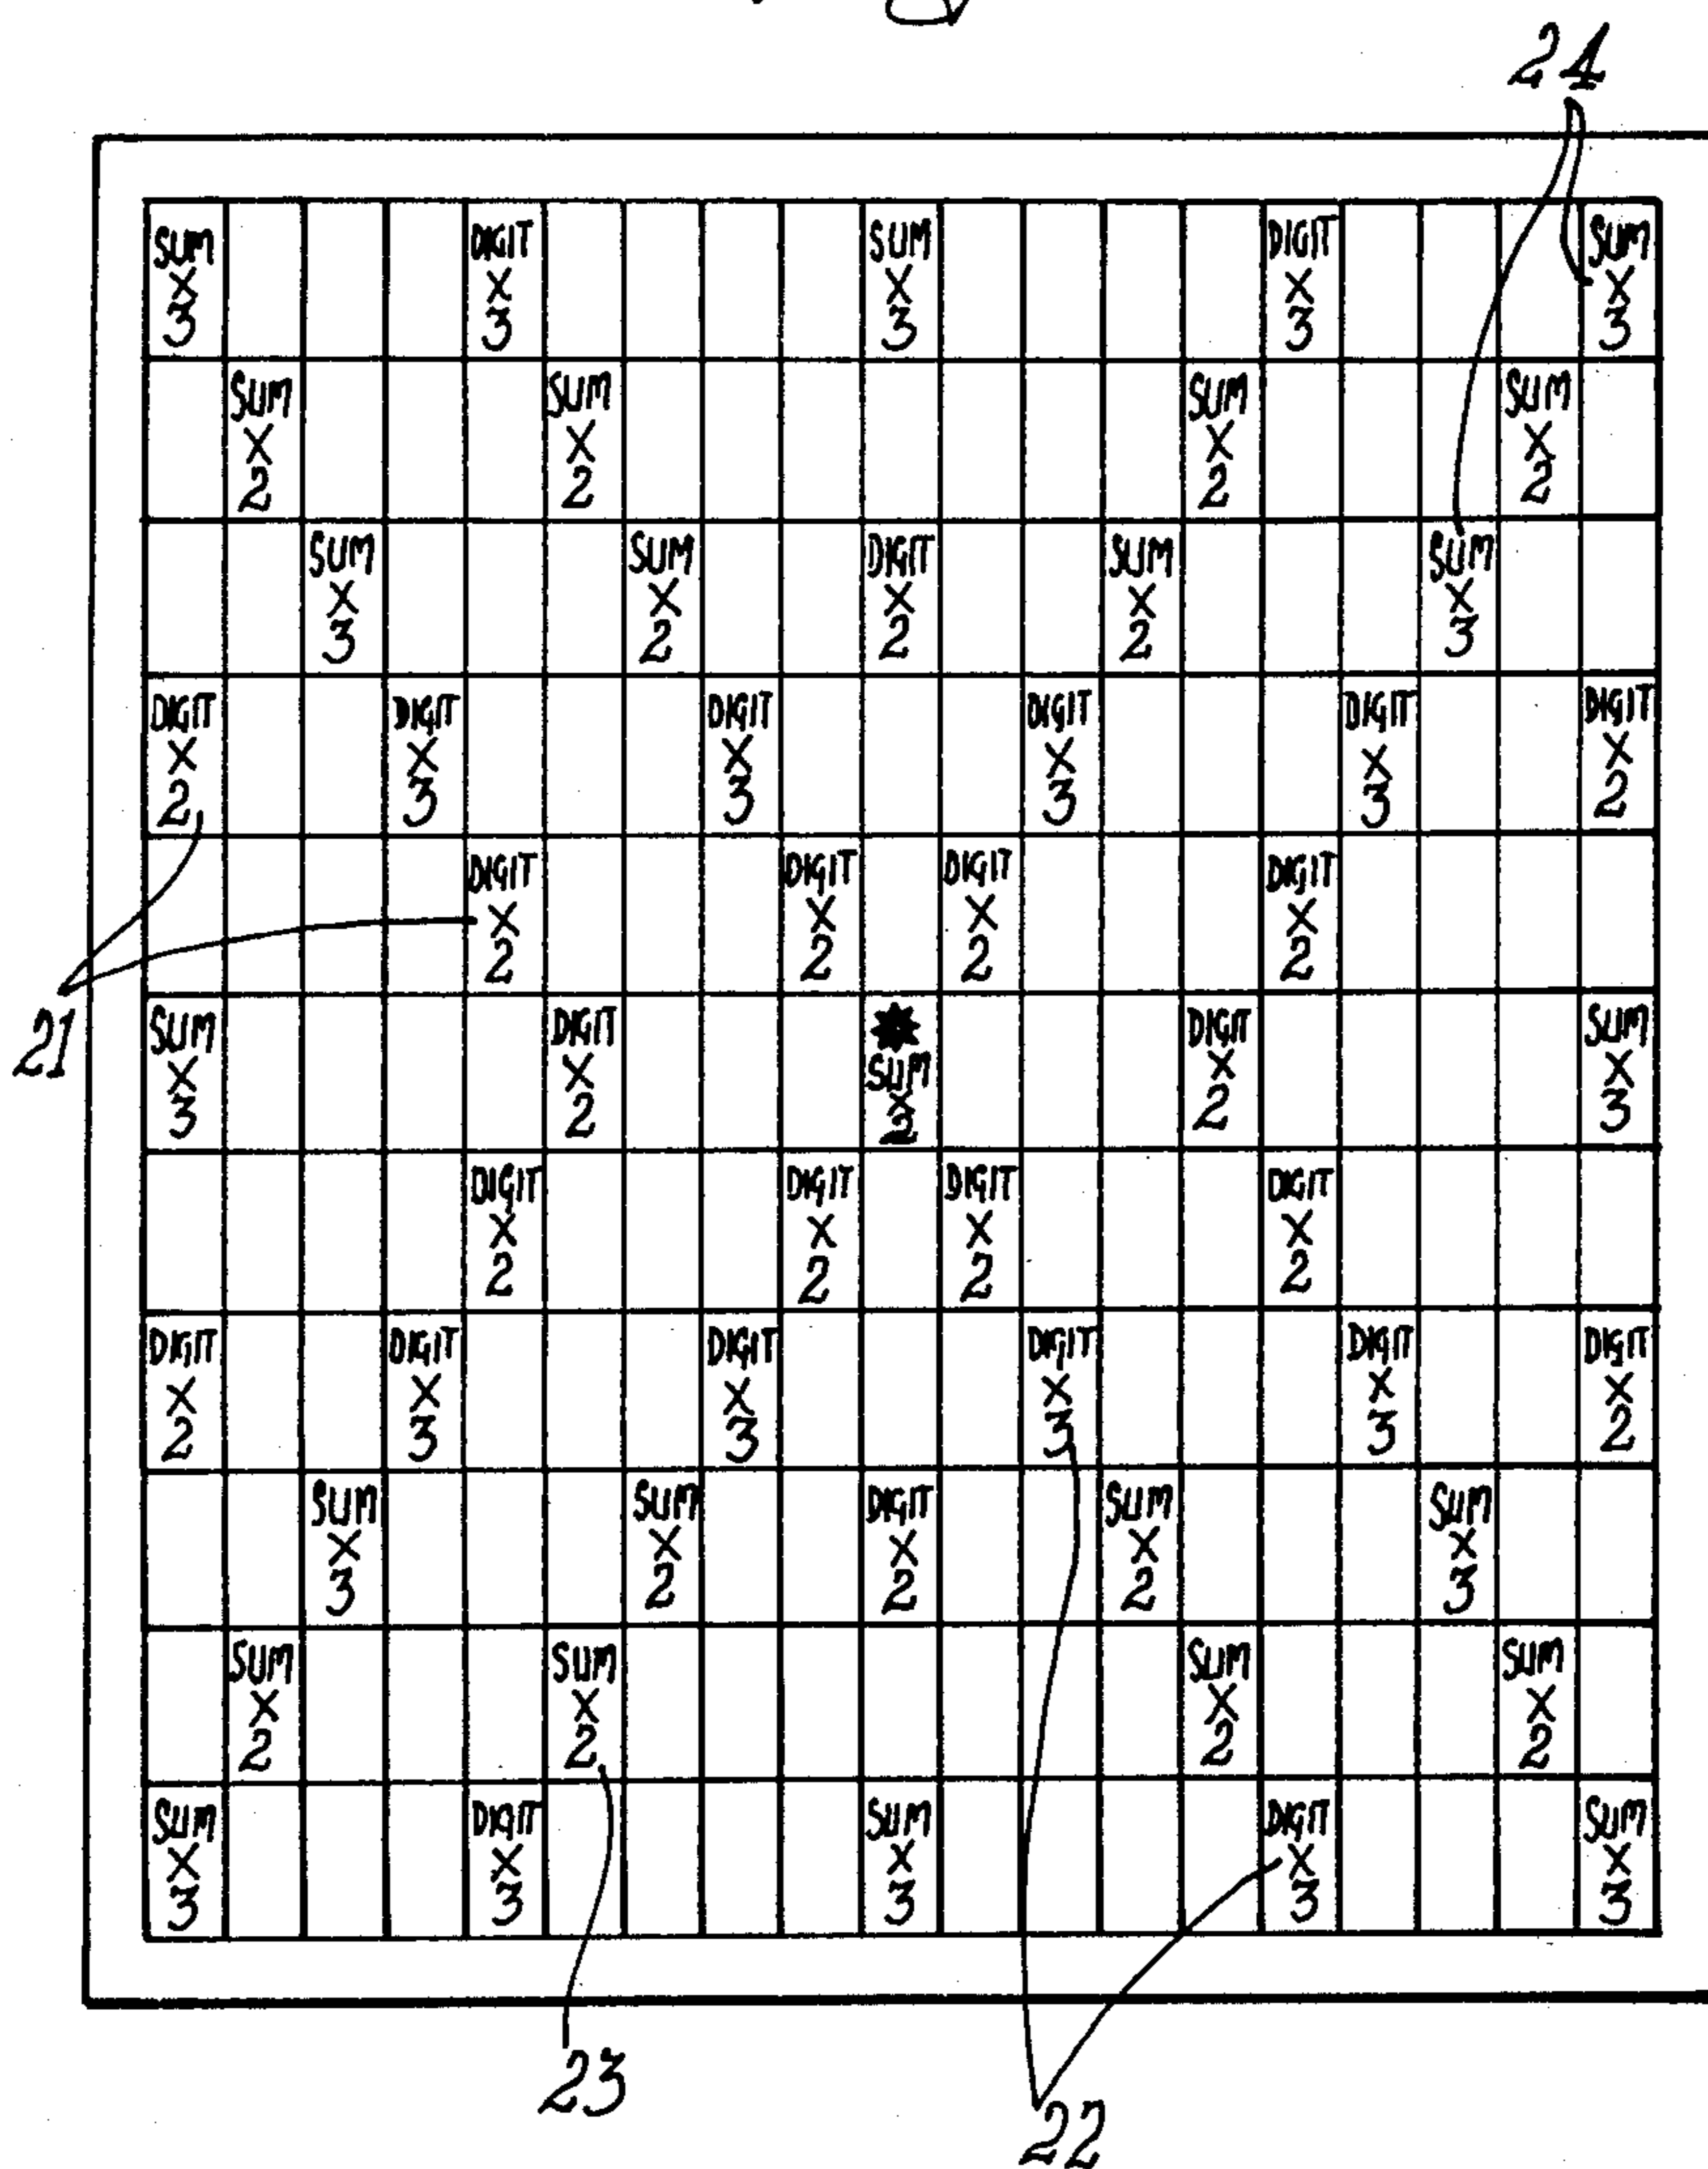 24
SUM X 3 DIGIT X 3 SUM X 3 DIGIT X 3 SUM X 3
SUM X 2 SUM X 2 SUM X 2 SUM X 2
SUM X 3 SUM X 2 DIGIT X 2 SUM X 2 SUM X 3
DIGIT X 2 DIGIT X 3 DIGIT X 3 DIGIT X 3 DIGIT X 3 DIGIT X 2
DIGIT X 2 DIGIT X 2 DIGIT X 2 DIGIT X 2
21
SUM X 3 DIGIT X 2 SUM X 2 DIGIT X 2 SUM X 3
DIGIT X 2 DIGIT X 2 DIGIT X 2 DIGIT X 2
DIGIT X 2 DIGIT X 3 DIGIT X 3 DIGIT X 3 DIGIT X 3 DIGIT X 2
SUM X 3 SUM X 2 DIGIT X 2 SUM X 2 SUM X 3
SUM X 2 SUM X 2 SUM X 2 SUM X 2
SUM X 3 DIGIT X 3 SUM X 3 DIGIT X 3 SUM X 3
23
22